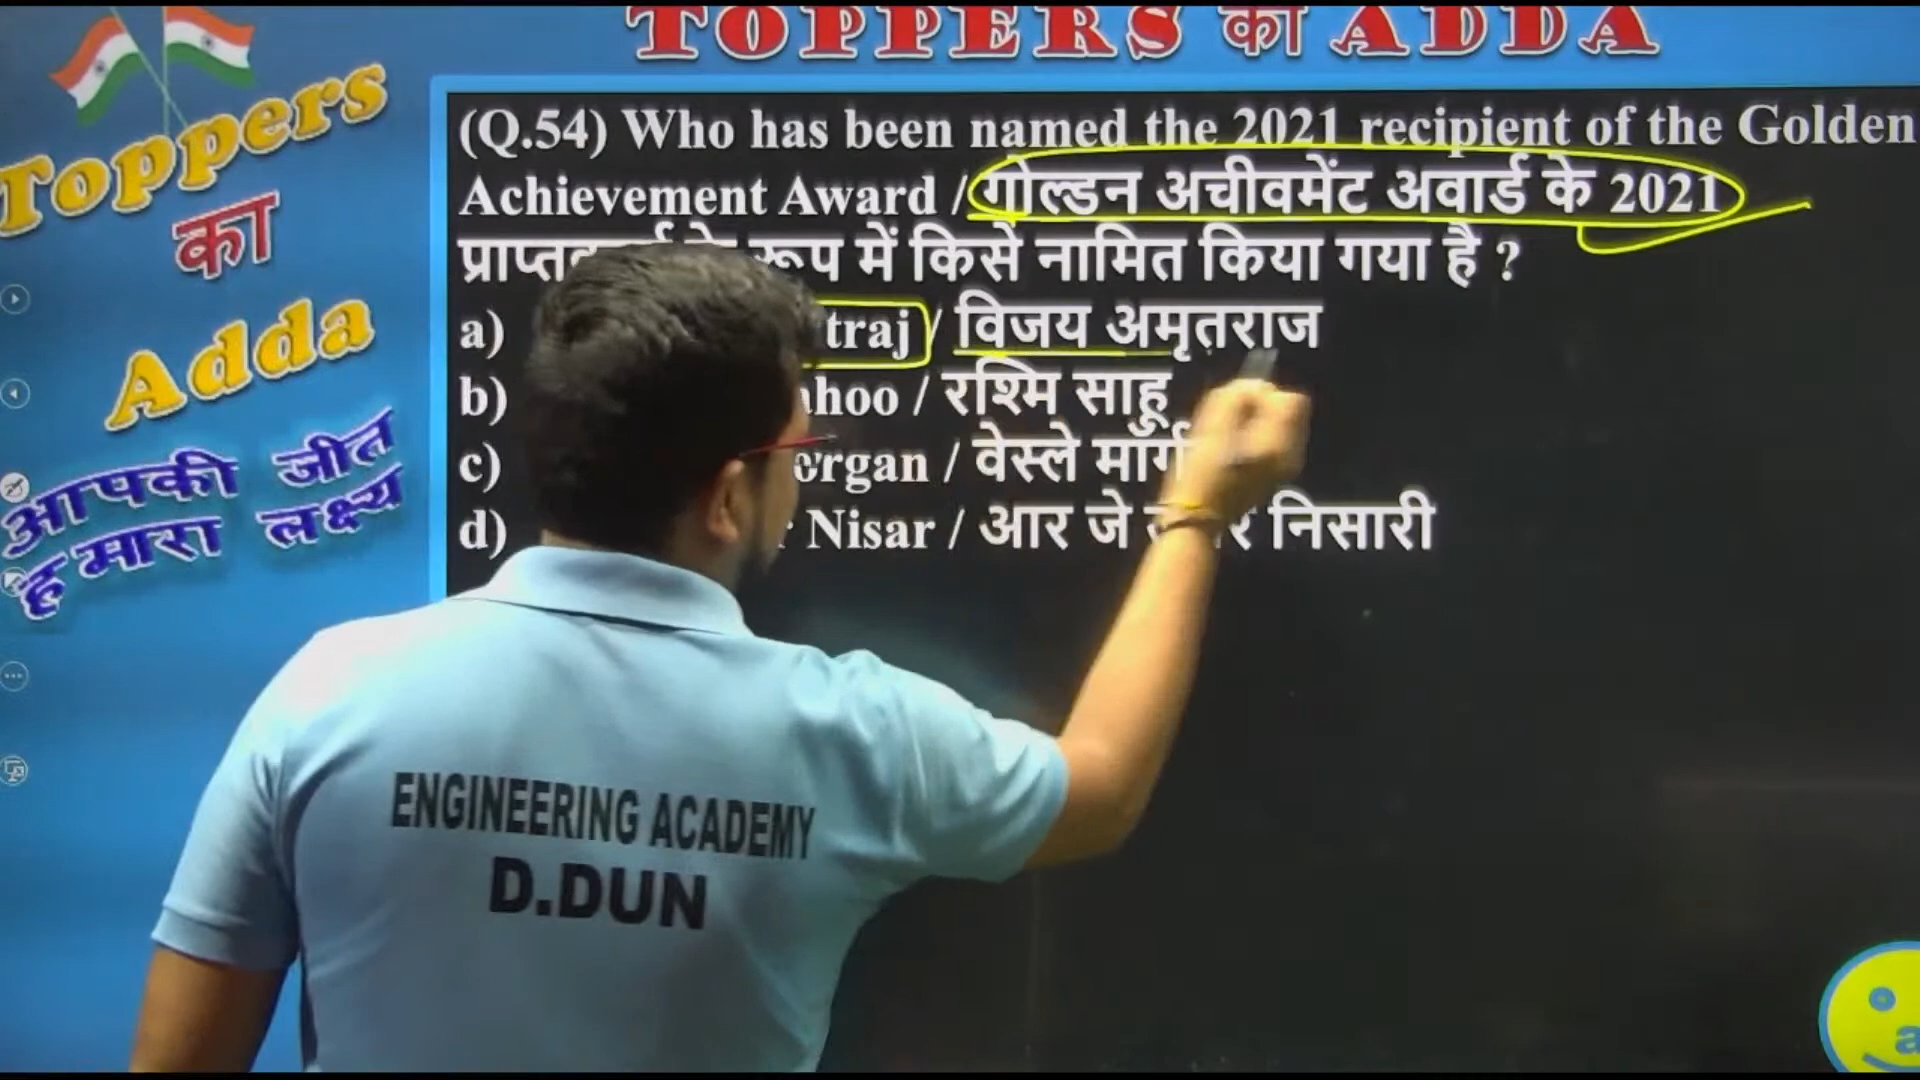 TOPPERS का ADDA
Toppers
का
Adda
आपकी जीत
हमारा लक्ष्य
(Q.54) Who has been named the 2021 recipient of the Golden
Achievement Award / गोल्डन अचीवमेंट अवार्ड के 2021
रूप में किसे नामित किया गया है ?
a) traj / विजय अमृतराज
b) ahoo / रश्मि साहू
c) organ / वेस्ले
d) r Nisar / आर जे र निसारी
ENGINEERING ACADEMY
D.DUN